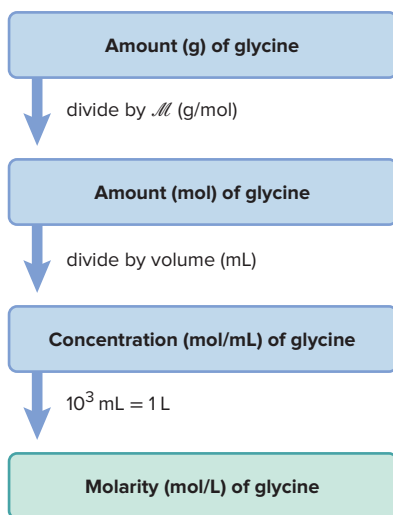 Amount (g) of glycine
divide by ℳ (g/mol)
Amount (mol) of glycine
divide by volume (mL)
Concentration (mol/mL) of glycine
10³ mL = 1 L
Molarity (mol/L) of glycine